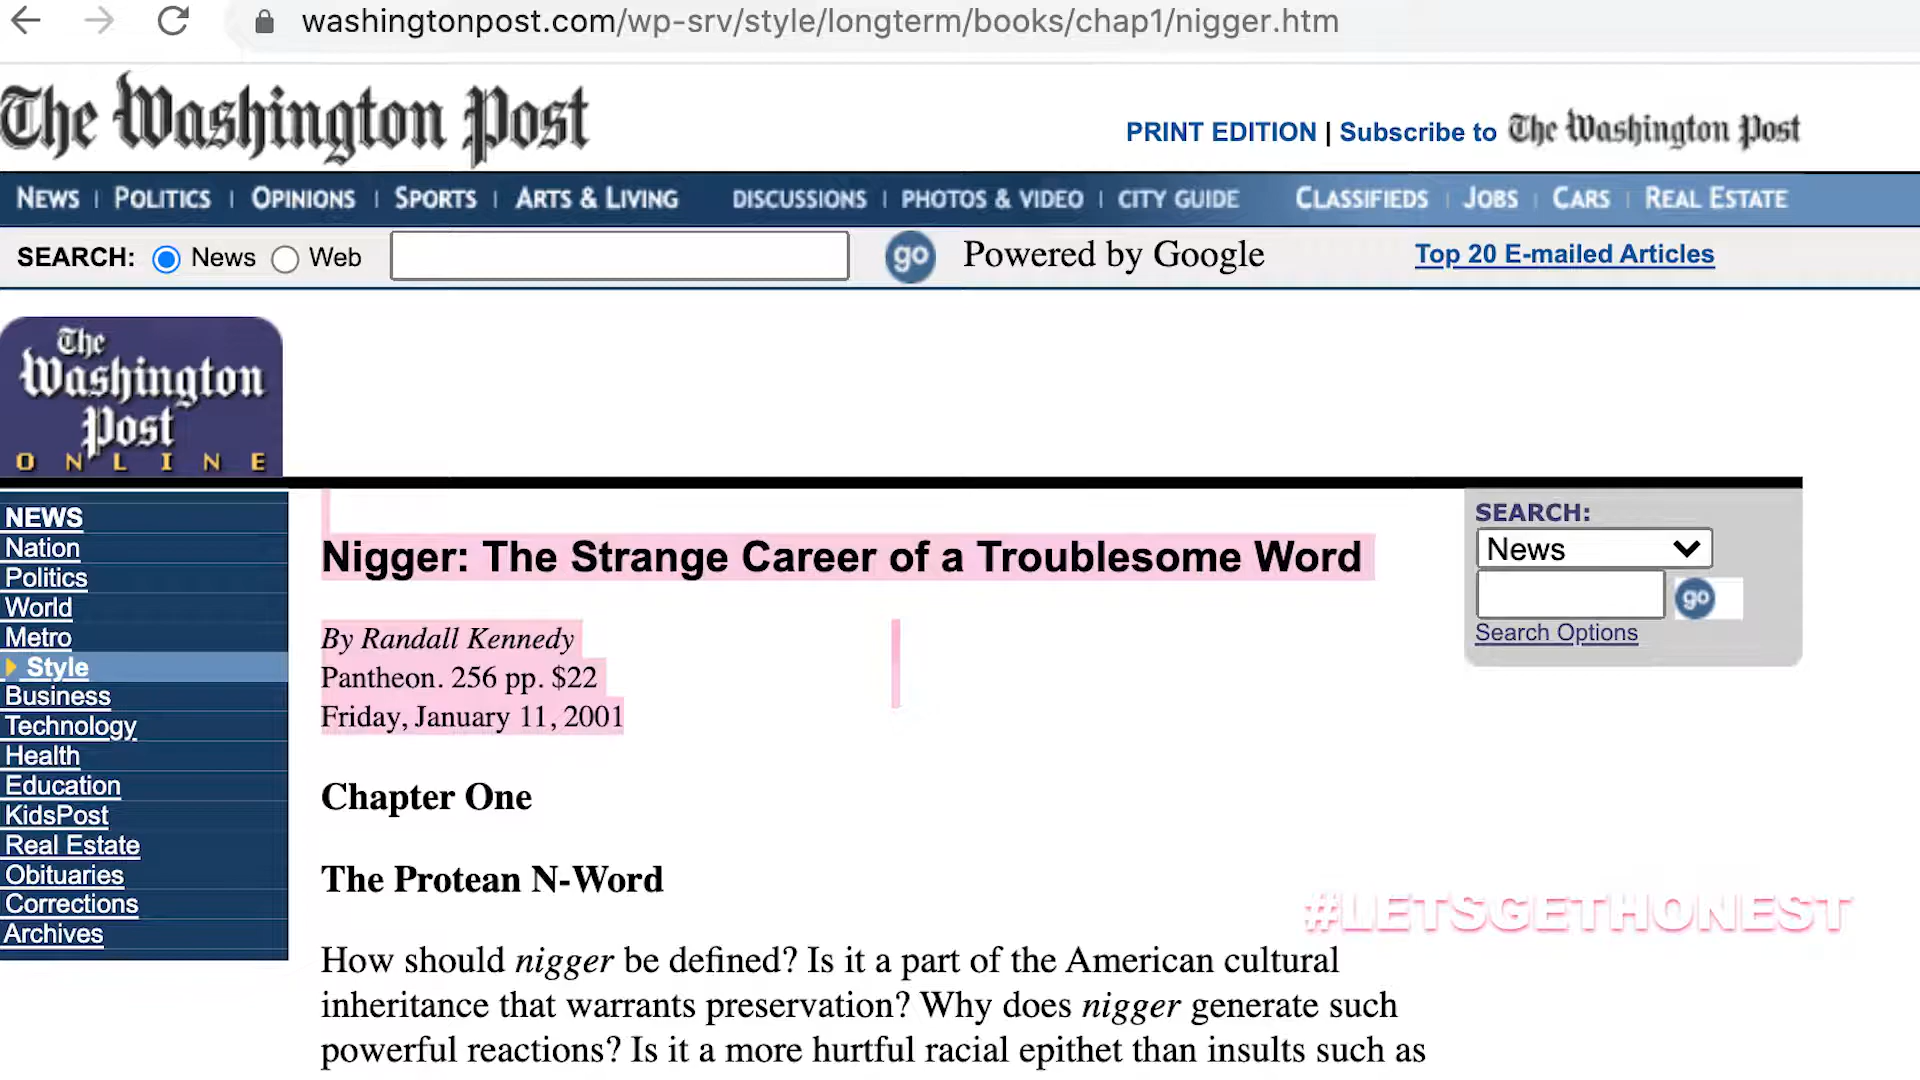 washingtonpost.com/wp-srv/style/longterm/books/chap1/nigger.htm
The Washington Post
PRINT EDITION | Subscribe to The Washington Post
NEWS | POLITICS | OPINIONS | SPORTS | ARTS & LIVING DISCUSSIONS | PHOTOS & VIDEO | CITY GUIDE CLASSIFIEDS | JOBS | CARS | REAL ESTATE
SEARCH: News Web go Powered by Google Top 20 E-mailed Articles
The
Washington
Post
ONLINE
NEWS
Nation
Politics
World
Metro
Style
Business
Technology
Health
Education
KidsPost
Real Estate
Obituaries
Corrections
Archives
Nigger: The Strange Career of a Troublesome Word
By Randall Kennedy
Pantheon. 256 pp. $22
Friday, January 11, 2001
Chapter One
The Protean N-Word
How should nigger be defined? Is it a part of the American cultural
inheritance that warrants preservation? Why does nigger generate such
powerful reactions? Is it a more hurtful racial epithet than insults such as
SEARCH:
News
go
Search Options
#LETSGETHONEST